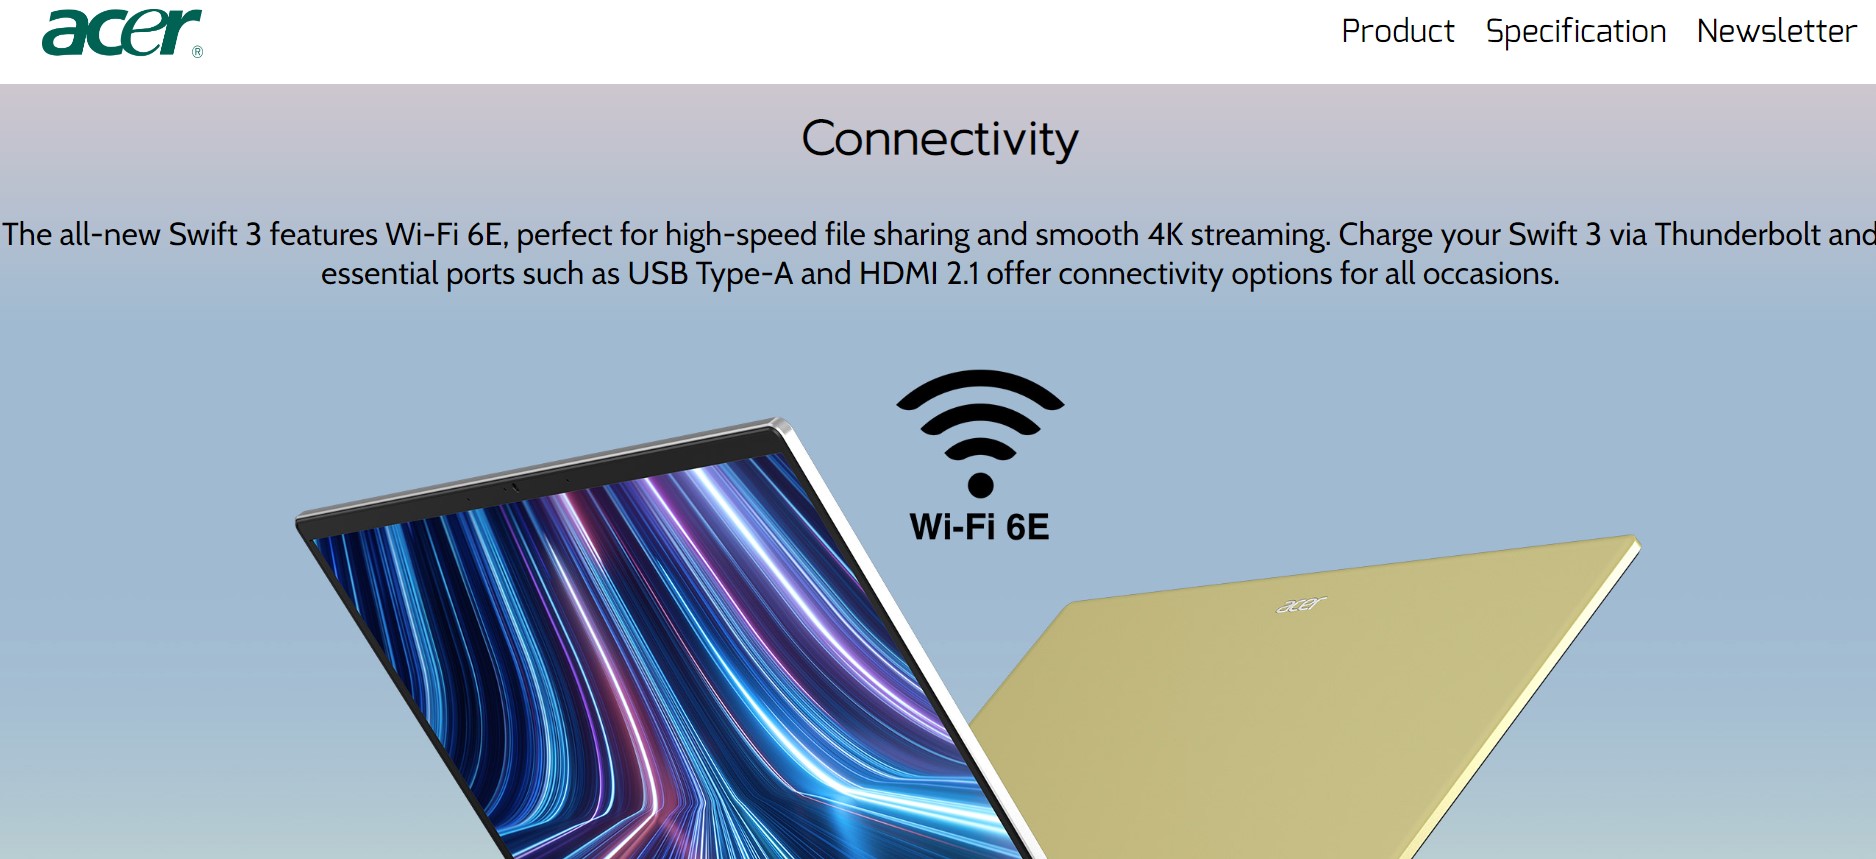 acer®
Product Specification Newsletter
Connectivity
The all-new Swift 3 features Wi-Fi 6E, perfect for high-speed file sharing and smooth 4K streaming. Charge your Swift 3 via Thunderbolt and
essential ports such as USB Type-A and HDMI 2.1 offer connectivity options for all occasions.
Wi-Fi 6E
acer